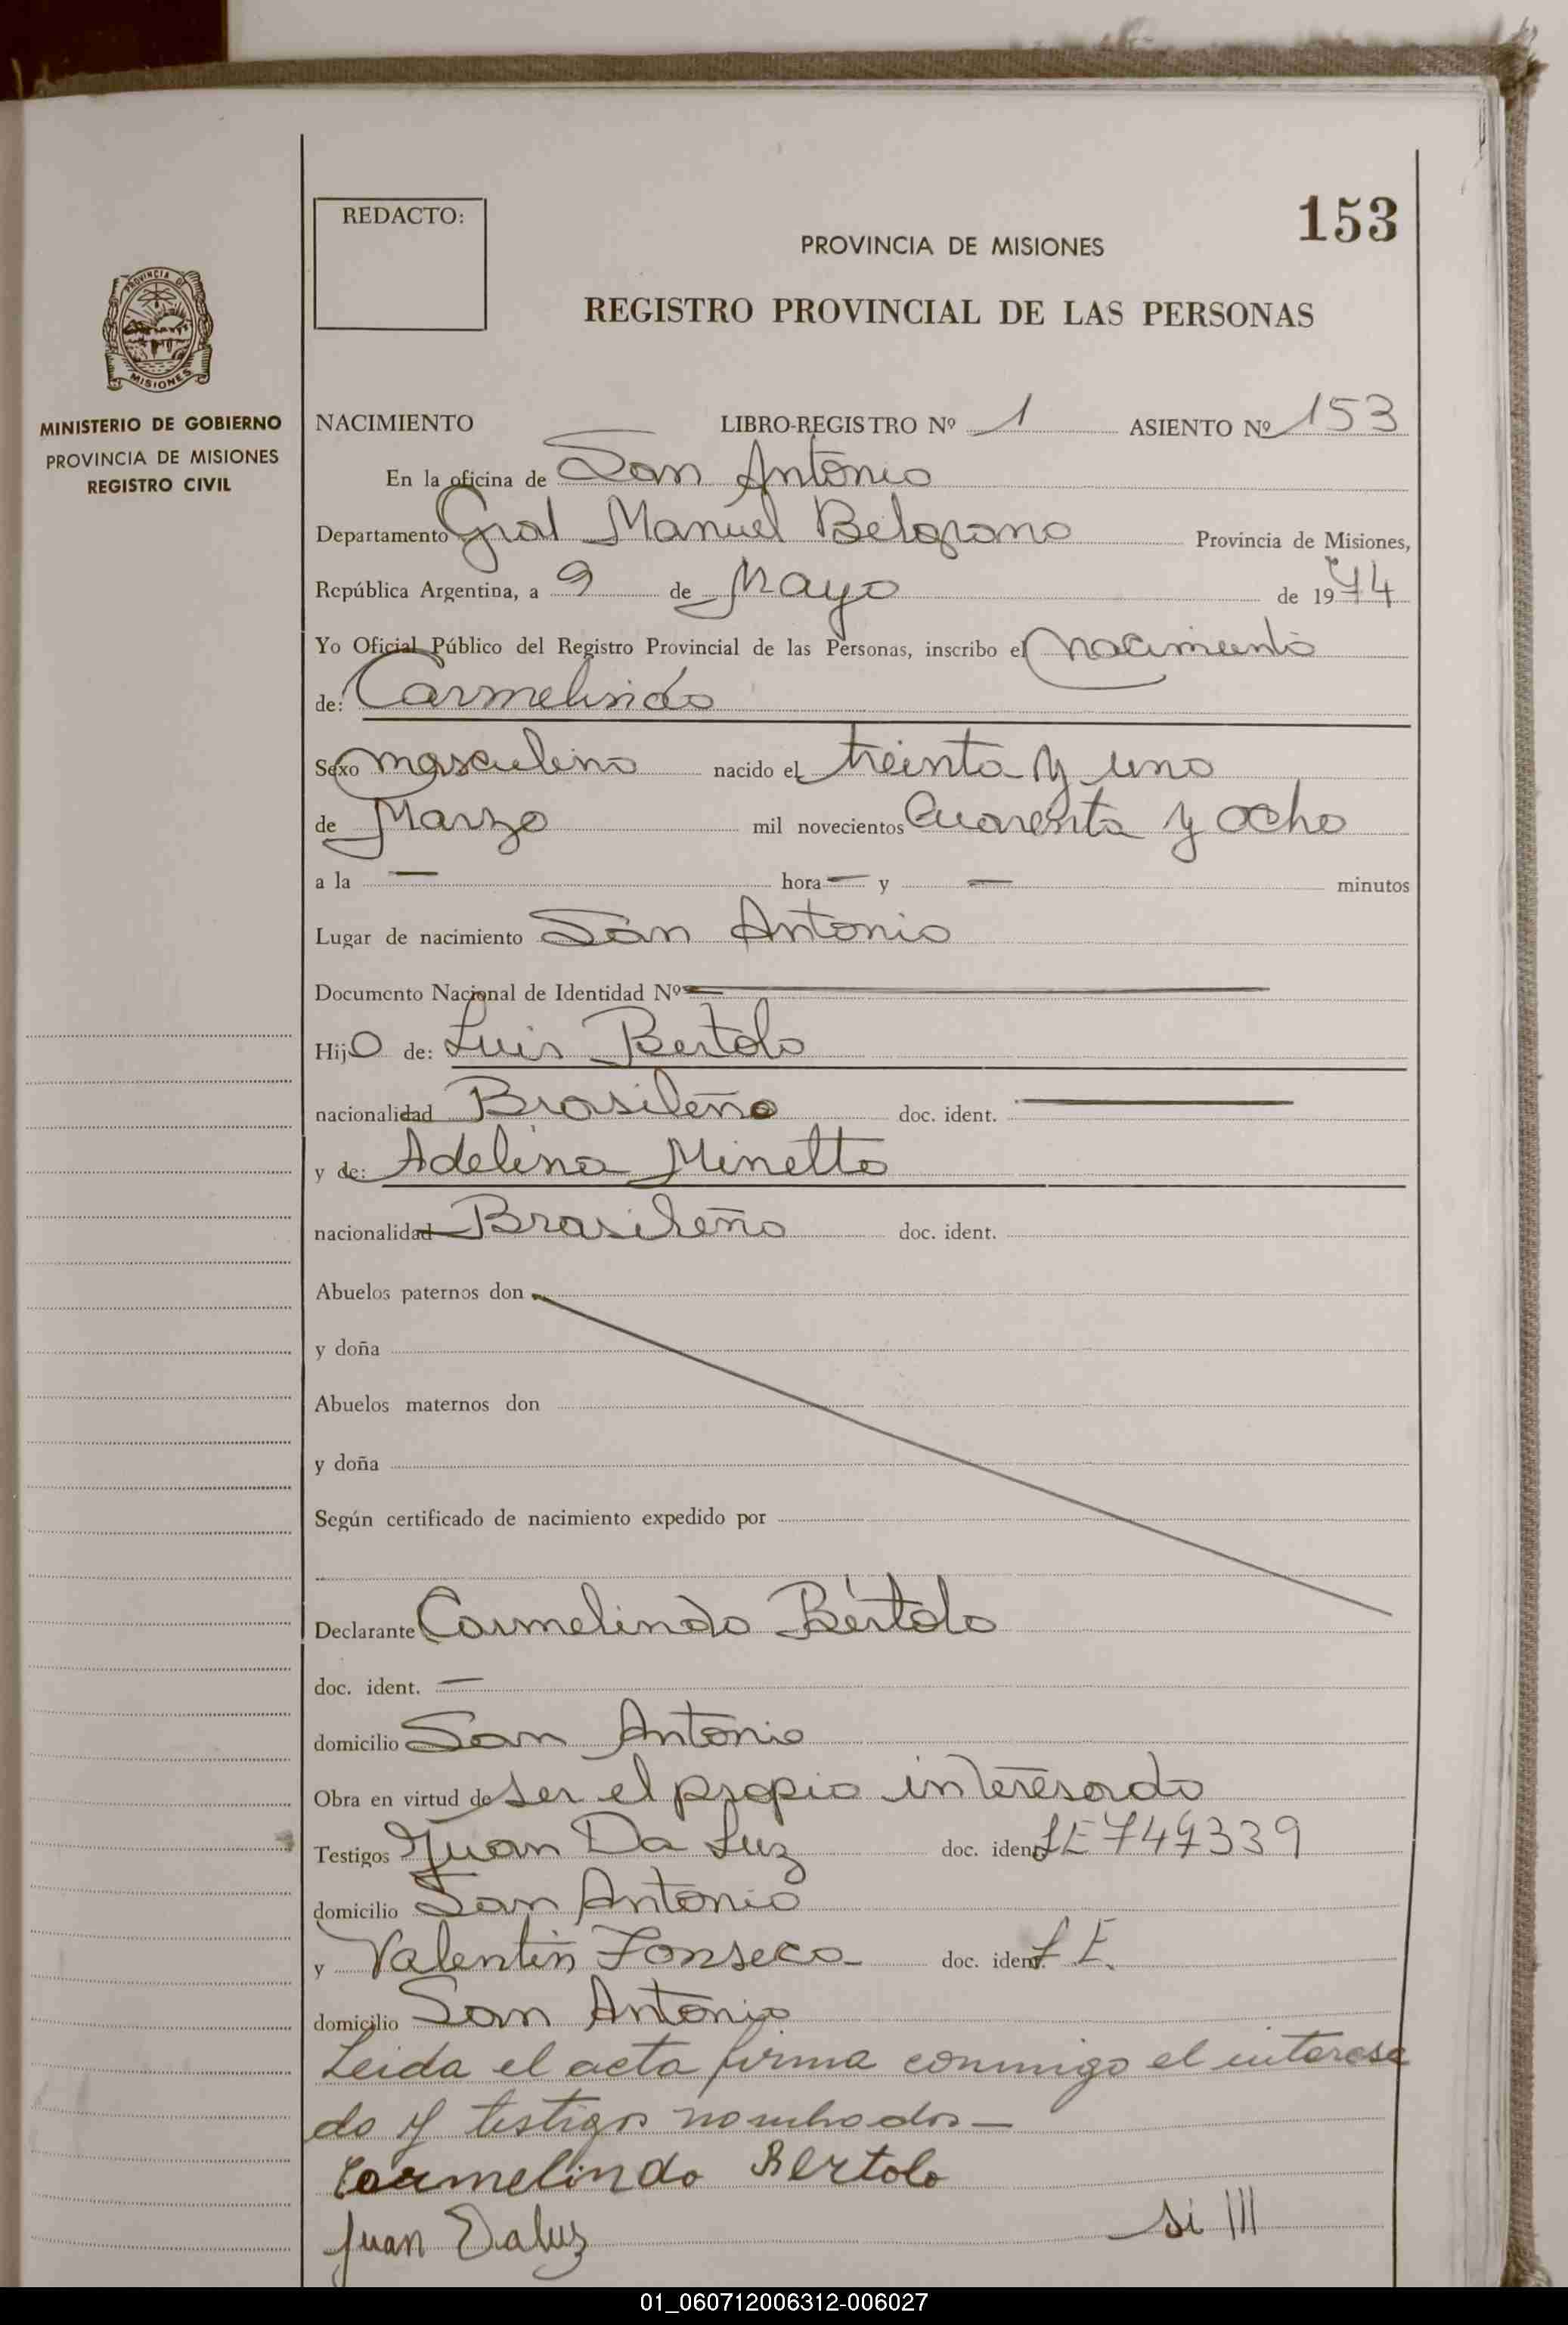 153
REDACTO:
PROVINCIA DE MISIONES
REGISTRO PROVINCIAL DE LAS PERSONAS
PROVINCIA DE
MISIONES
MINISTERIO DE GOBIERNO
PROVINCIA DE MISIONES
REGISTRO CIVIL
NACIMIENTO LIBRO-REGISTRO Nº 1 ASIENTO Nº 153
En la oficina de San Antonio
Departamento Gral Manuel Belgrano Provincia de Misiones,
República Argentina, a 9 de Mayo de 1974
Yo Oficial Público del Registro Provincial de las Personas, inscribo el nacimiento
de: Carmelindo
Sexo masculino nacido el treinta y uno
de Marzo mil novecientos Cuarenta y ocho
a la — hora — y — minutos
Lugar de nacimiento San Antonio
Documento Nacional de Identidad Nº
Hijo de: Luis Bertolo
nacionalidad Brasileño doc. ident.
y de: Adelina Minetto
nacionalidad Brasileño doc. ident.
Abuelos paternos don
y doña
Abuelos maternos don
y doña
Según certificado de nacimiento expedido por
Declarante Carmelindo Bértolo
doc. ident. —
domicilio San Antonio
Obra en virtud de ser el propio interesado
Testigos Juan Da Luz doc. ident. LE 749339
domicilio San Antonio
y Valentin Fonseca doc. ident. L E.
domicilio San Antonio
Leida el acta firma conmigo el interesa
do y testigos nombados—
Carmelindo Bertolo
Juan Daluz si |||
01_060712006312-006027